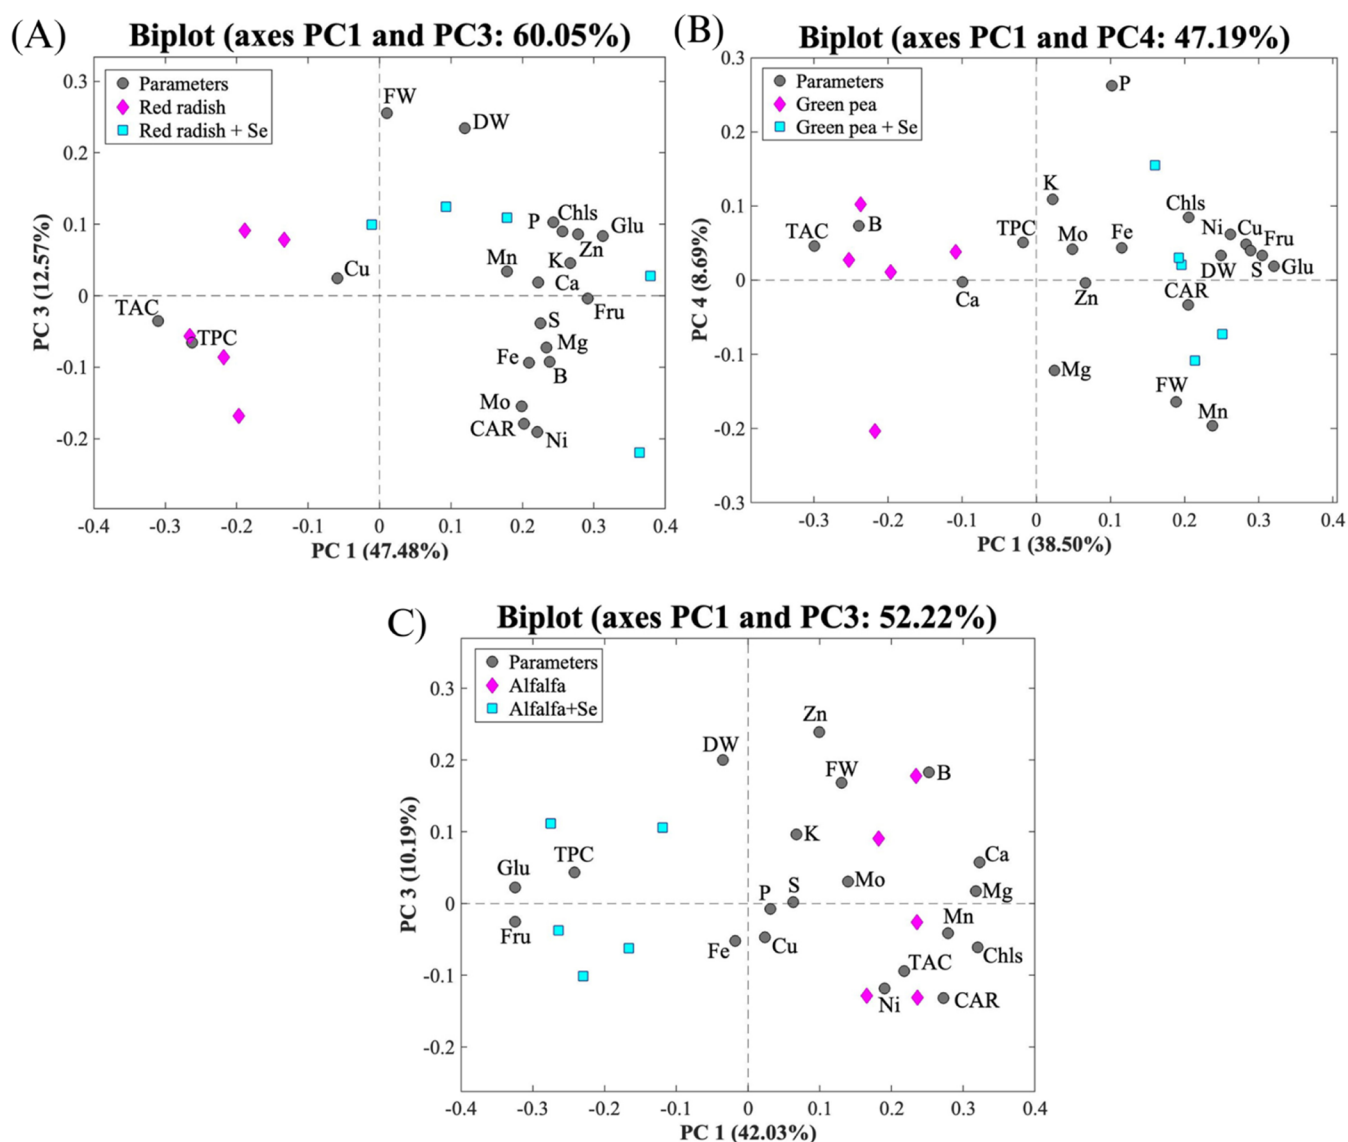 (A)
Biplot (axes PC1 and PC3: 60.05%)
Parameters
Red radish
Red radish + Se
FW
DW
P
Chls
Glu
Zn
K
Mn
Ca
Cu
Fru
TAC
TPC
S
Mg
Fe
B
Mo
CAR
Ni
0.3
0.2
0.1
0
-0.1
-0.2
PC 3 (12.57%)
-0.4 -0.3 -0.2 -0.1 0 0.1 0.2 0.3 0.4
PC 1 (47.48%)
(B)
Biplot (axes PC1 and PC4: 47.19%)
Parameters
Green pea
Green pea + Se
P
K
Chls
TAC
B
TPC
Mo
Fe
Ni
Cu
Fru
DW
S
Glu
Ca
Zn
CAR
Mg
FW
Mn
0.3
0.2
0.1
0
-0.1
-0.2
-0.3
PC 4 (8.69%)
-0.3 -0.2 -0.1 0 0.1 0.2 0.3 0.4
PC 1 (38.50%)
C)
Biplot (axes PC1 and PC3: 52.22%)
Parameters
Alfalfa
Alfalfa+Se
Zn
DW
FW
B
K
TPC
Glu
Ca
Mo
S
Mg
P
Mn
Fru
Fe
Cu
Chls
TAC
Ni
CAR
0.3
0.2
0.1
0
-0.1
-0.2
PC 3 (10.19%)
-0.4 -0.3 -0.2 -0.1 0 0.1 0.2 0.3 0.4
PC 1 (42.03%)